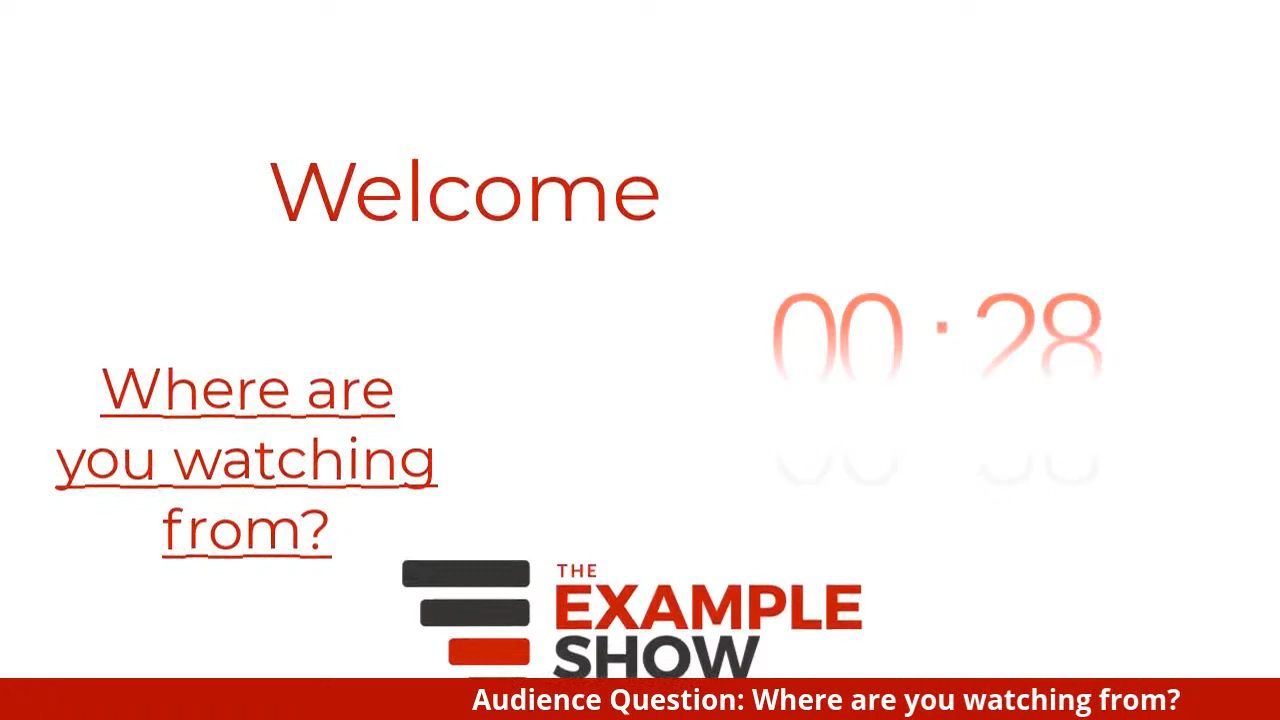 Welcome
00:28
Where are
you watching
from?
THE
EXAMPLE
SHOW
Audience Question: Where are you watching from?